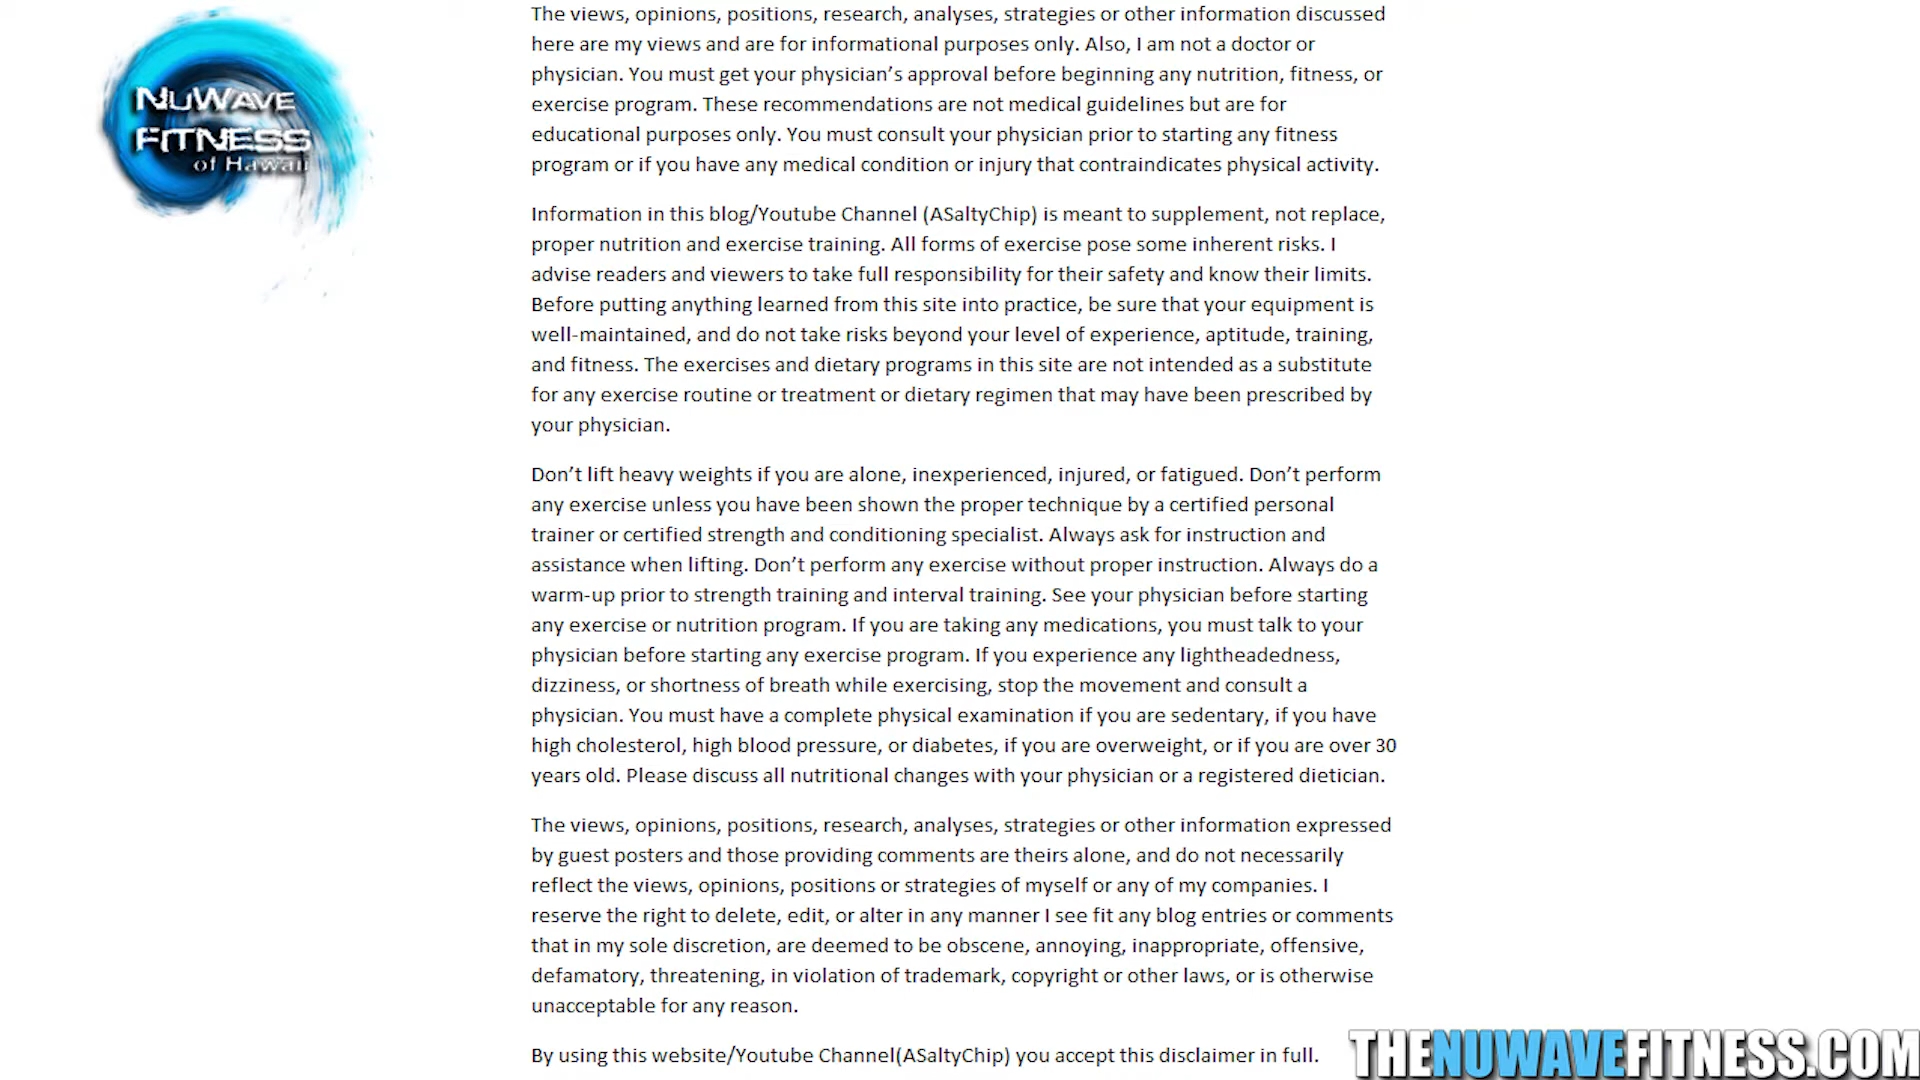 NUWAVE
FITNESS
of Hawaii
The views, opinions, positions, research, analyses, strategies or other information discussed
here are my views and are for informational purposes only. Also, I am not a doctor or
physician. You must get your physician’s approval before beginning any nutrition, fitness, or
exercise program. These recommendations are not medical guidelines but are for
educational purposes only. You must consult your physician prior to starting any fitness
program or if you have any medical condition or injury that contraindicates physical activity.
Information in this blog/Youtube Channel (ASaltyChip) is meant to supplement, not replace,
proper nutrition and exercise training. All forms of exercise pose some inherent risks. I
advise readers and viewers to take full responsibility for their safety and know their limits.
Before putting anything learned from this site into practice, be sure that your equipment is
well-maintained, and do not take risks beyond your level of experience, aptitude, training,
and fitness. The exercises and dietary programs in this site are not intended as a substitute
for any exercise routine or treatment or dietary regimen that may have been prescribed by
your physician.
Don’t lift heavy weights if you are alone, inexperienced, injured, or fatigued. Don’t perform
any exercise unless you have been shown the proper technique by a certified personal
trainer or certified strength and conditioning specialist. Always ask for instruction and
assistance when lifting. Don’t perform any exercise without proper instruction. Always do a
warm-up prior to strength training and interval training. See your physician before starting
any exercise or nutrition program. If you are taking any medications, you must talk to your
physician before starting any exercise program. If you experience any lightheadedness,
dizziness, or shortness of breath while exercising, stop the movement and consult a
physician. You must have a complete physical examination if you are sedentary, if you have
high cholesterol, high blood pressure, or diabetes, if you are overweight, or if you are over 30
years old. Please discuss all nutritional changes with your physician or a registered dietician.
The views, opinions, positions, research, analyses, strategies or other information expressed
by guest posters and those providing comments are theirs alone, and do not necessarily
reflect the views, opinions, positions or strategies of myself or any of my companies. I
reserve the right to delete, edit, or alter in any manner I see fit any blog entries or comments
that in my sole discretion, are deemed to be obscene, annoying, inappropriate, offensive,
defamatory, threatening, in violation of trademark, copyright or other laws, or is otherwise
unacceptable for any reason.
By using this website/Youtube Channel(ASaltyChip) you accept this disclaimer in full.
THENUWAVEFITNESS.COM